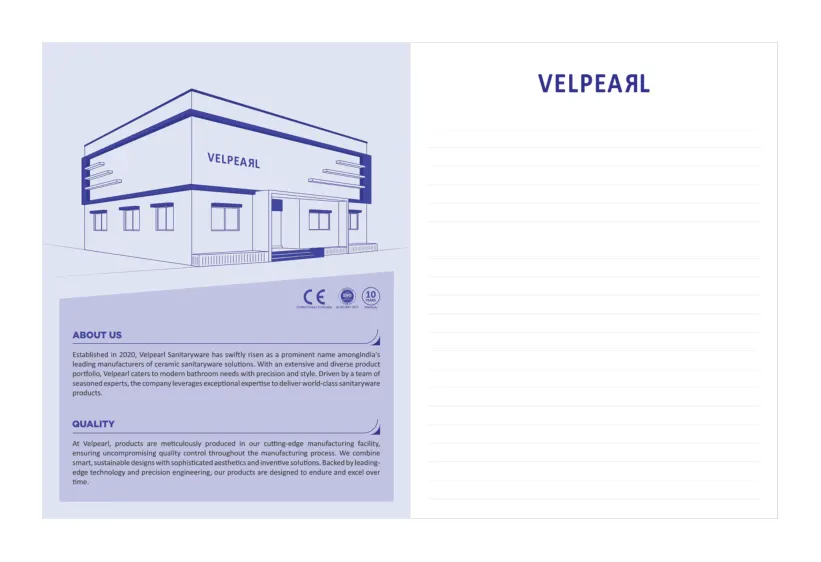 VELPEAЯL
CE
ISO
10
YEARS
ABOUT US
Established in 2020, Velpearl Sanitaryware has swiftly risen as a prominent name amongIndia's
leading manufacturers of ceramic sanitaryware solutions. With an extensive and diverse product
portfolio, Velpearl caters to modern bathroom needs with precision and style. Driven by a team of
seasoned experts, the company leverages exceptional expertise to deliver world-class sanitaryware
products.
QUALITY
At Velpearl, products are meticulously produced in our cutting-edge manufacturing facility,
ensuring uncompromising quality control throughout the manufacturing process. We combine
smart, sustainable designs with sophisticated aesthetics and inventive solutions. Backed by leading-
edge technology and precision engineering, our products are designed to endure and excel over
time.
VELPEAЯL